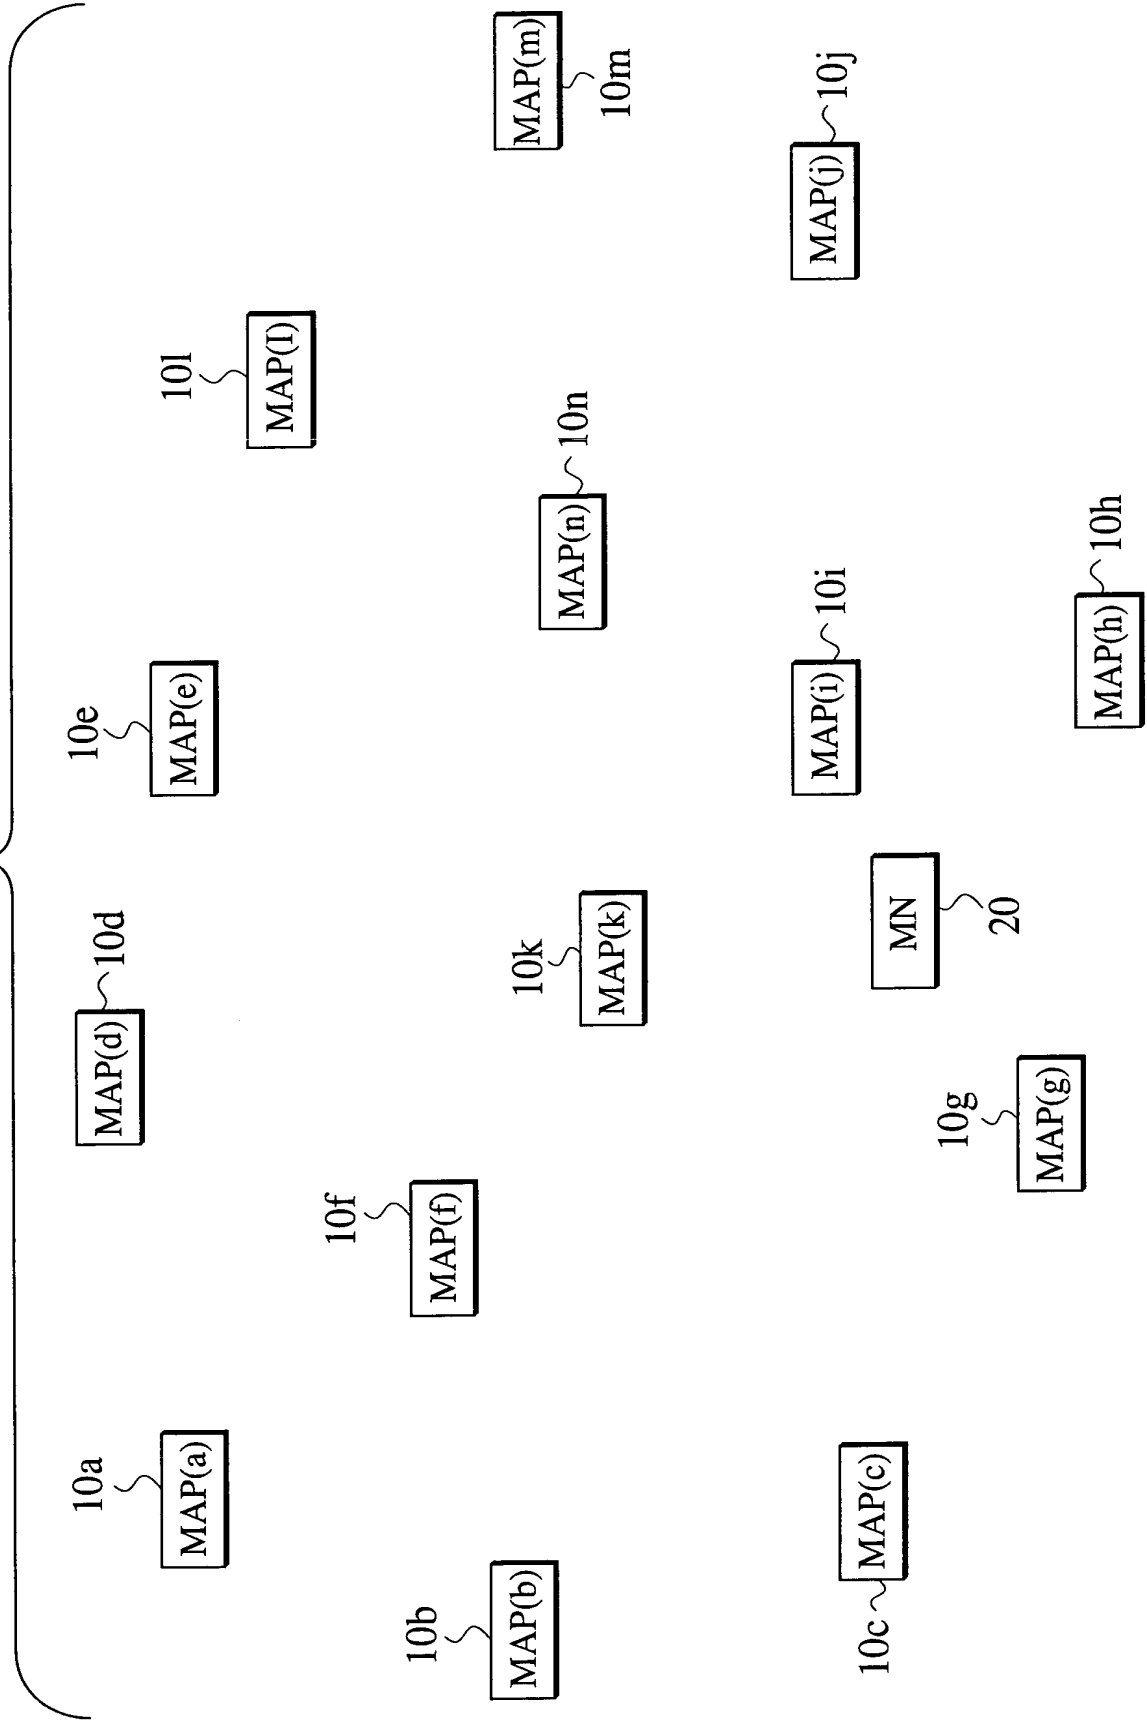 10a
MAP(a)
MAP(d) 10d
10e
MAP(e)
10l
MAP(I)
10f
MAP(f)
10b
MAP(b)
10k
MAP(k)
MAP(n) 10n
MAP(m)
10m
10c MAP(c)
MAP(i) 10i
MAP(j) 10j
MN
20
10g
MAP(g)
MAP(h) 10h